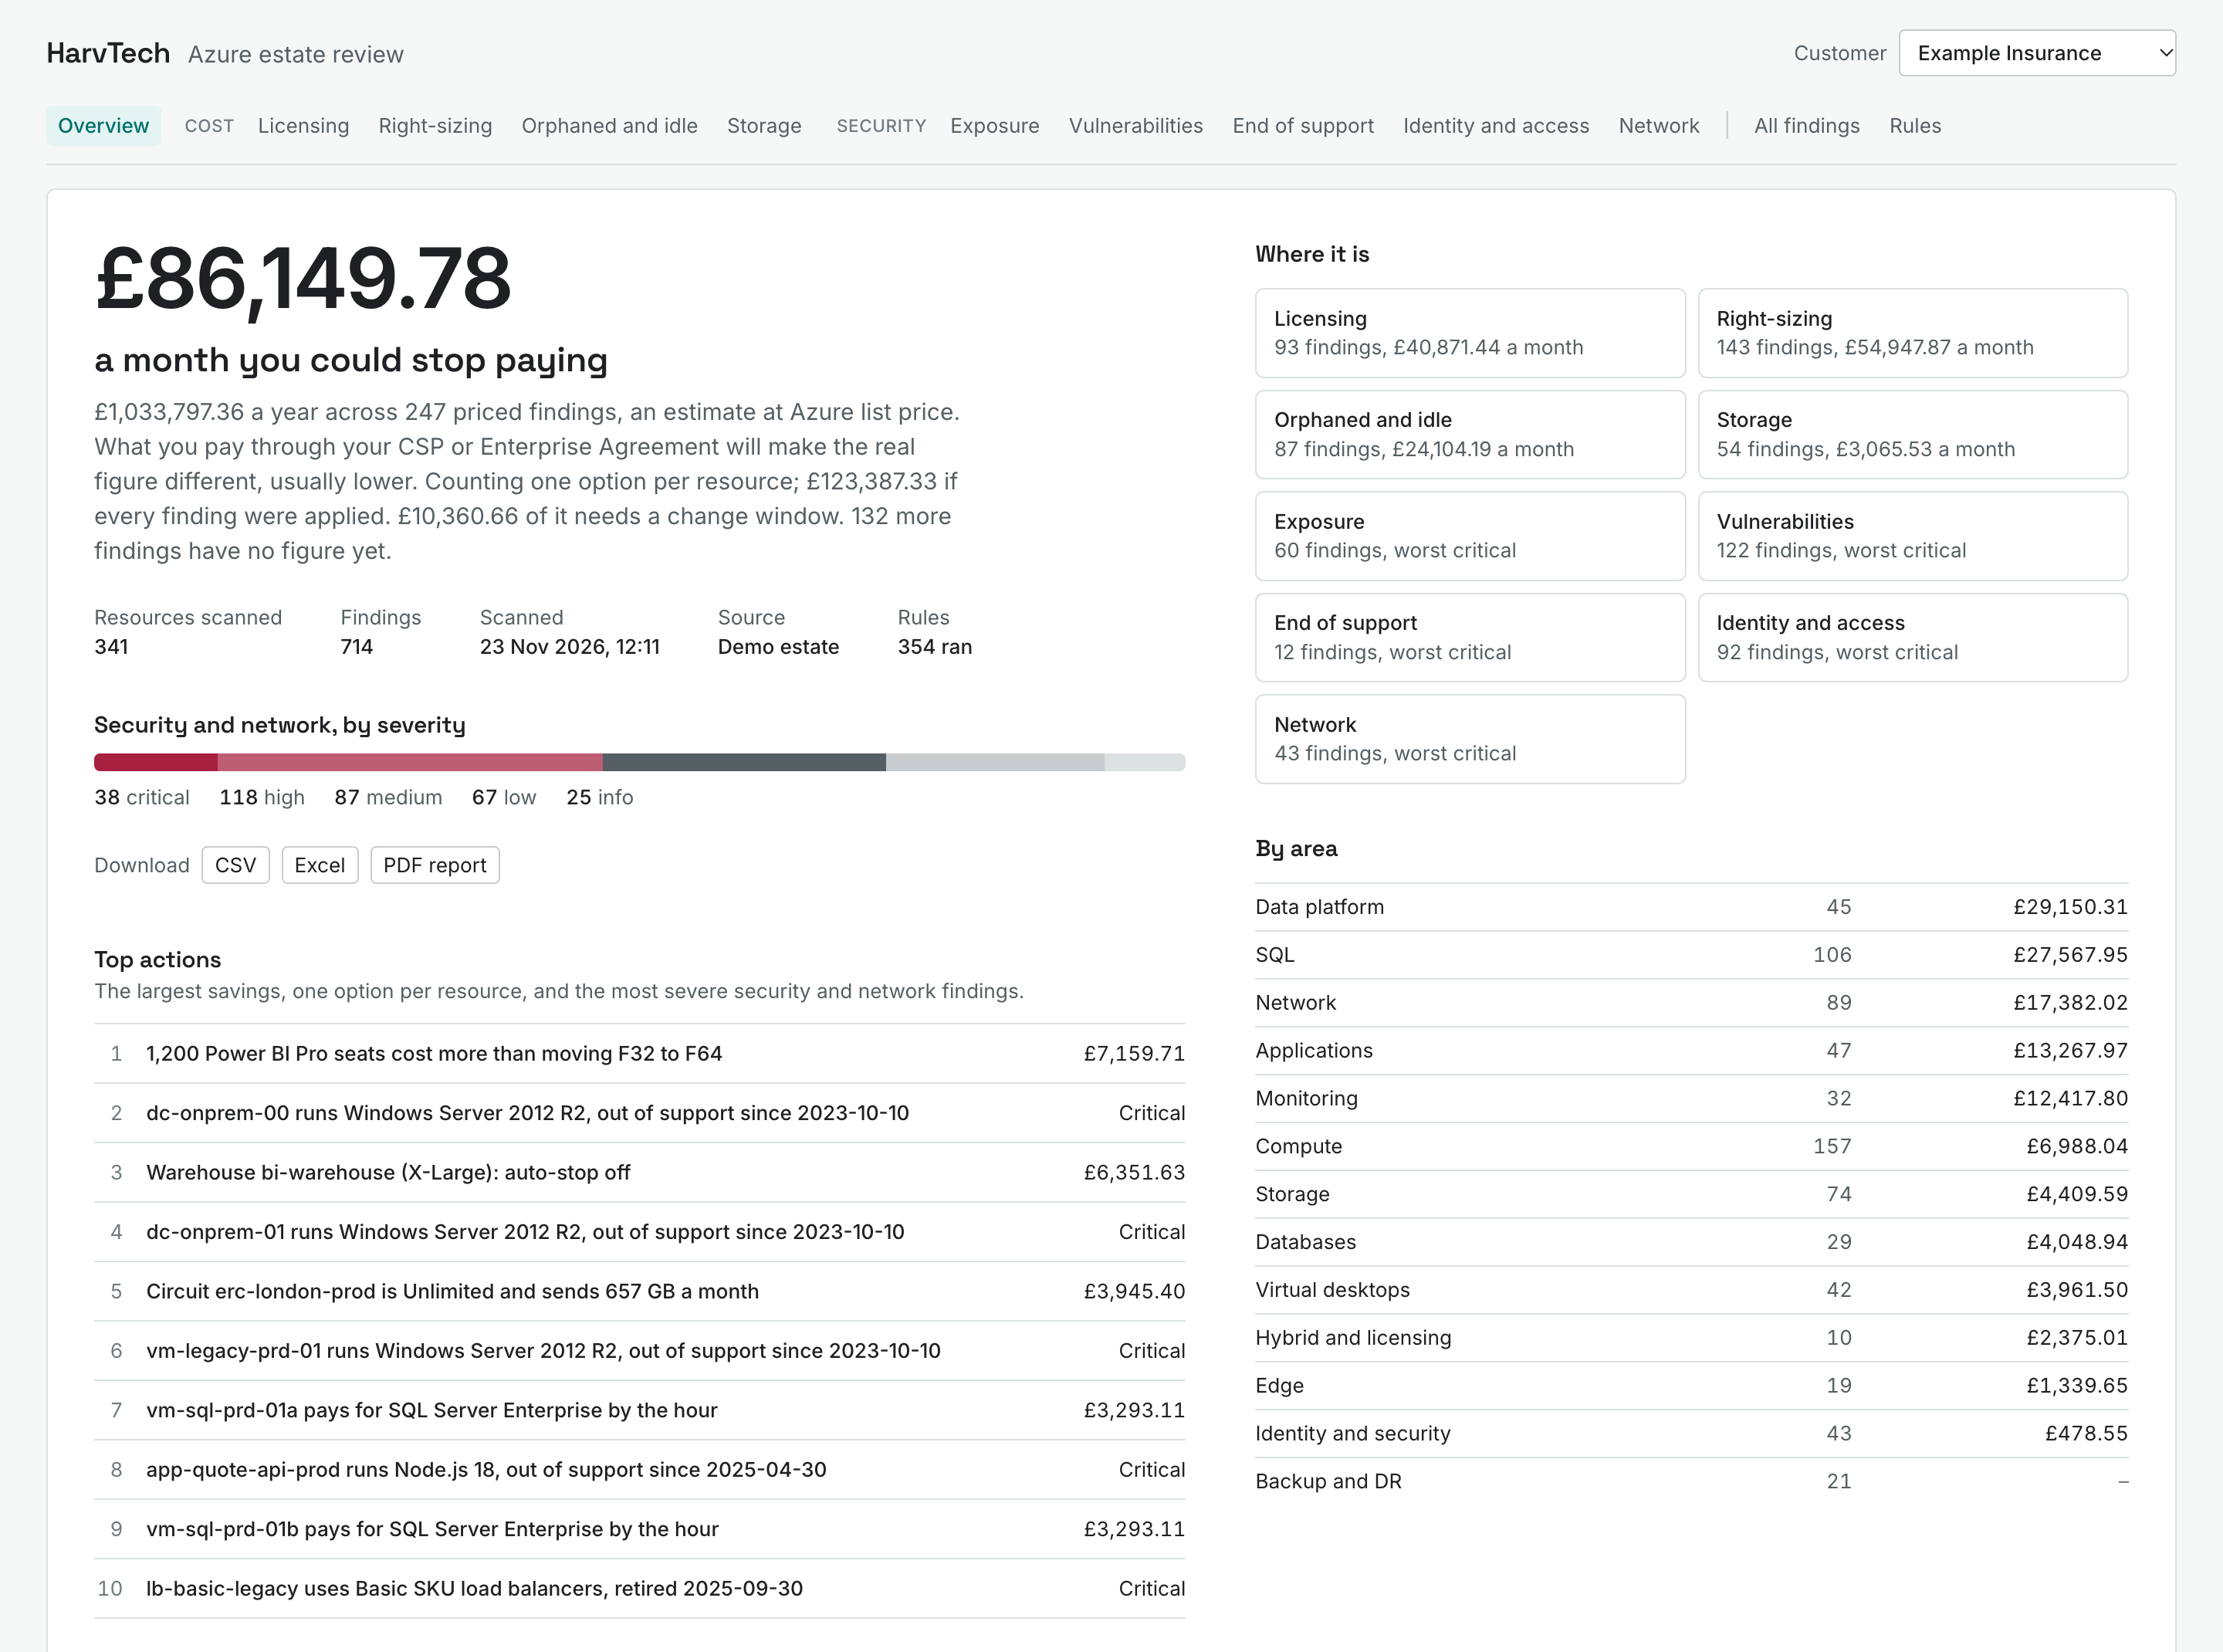 HarvTech Azure estate review
Customer Example Insurance
Overview COST Licensing Right-sizing Orphaned and idle Storage SECURITY Exposure Vulnerabilities End of support Identity and access Network All findings Rules
£86,149.78
a month you could stop paying
£1,033,797.36 a year across 247 priced findings, an estimate at Azure list price.
What you pay through your CSP or Enterprise Agreement will make the real
figure different, usually lower. Counting one option per resource; £123,387.33 if
every finding were applied. £10,360.66 of it needs a change window. 132 more
findings have no figure yet.
Resources scanned Findings Scanned Source Rules
341 714 23 Nov 2026, 12:11 Demo estate 354 ran
Security and network, by severity
38 critical 118 high 87 medium 67 low 25 info
Download CSV Excel PDF report
Top actions
The largest savings, one option per resource, and the most severe security and network findings.
1 1,200 Power BI Pro seats cost more than moving F32 to F64 £7,159.71
2 dc-onprem-00 runs Windows Server 2012 R2, out of support since 2023-10-10 Critical
3 Warehouse bi-warehouse (X-Large): auto-stop off £6,351.63
4 dc-onprem-01 runs Windows Server 2012 R2, out of support since 2023-10-10 Critical
5 Circuit erc-london-prod is Unlimited and sends 657 GB a month £3,945.40
6 vm-legacy-prd-01 runs Windows Server 2012 R2, out of support since 2023-10-10 Critical
7 vm-sql-prd-01a pays for SQL Server Enterprise by the hour £3,293.11
8 app-quote-api-prod runs Node.js 18, out of support since 2025-04-30 Critical
9 vm-sql-prd-01b pays for SQL Server Enterprise by the hour £3,293.11
10 lb-basic-legacy uses Basic SKU load balancers, retired 2025-09-30 Critical
Where it is
Licensing
93 findings, £40,871.44 a month
Right-sizing
143 findings, £54,947.87 a month
Orphaned and idle
87 findings, £24,104.19 a month
Storage
54 findings, £3,065.53 a month
Exposure
60 findings, worst critical
Vulnerabilities
122 findings, worst critical
End of support
12 findings, worst critical
Identity and access
92 findings, worst critical
Network
43 findings, worst critical
By area
Data platform 45 £29,150.31
SQL 106 £27,567.95
Network 89 £17,382.02
Applications 47 £13,267.97
Monitoring 32 £12,417.80
Compute 157 £6,988.04
Storage 74 £4,409.59
Databases 29 £4,048.94
Virtual desktops 42 £3,961.50
Hybrid and licensing 10 £2,375.01
Edge 19 £1,339.65
Identity and security 43 £478.55
Backup and DR 21 –